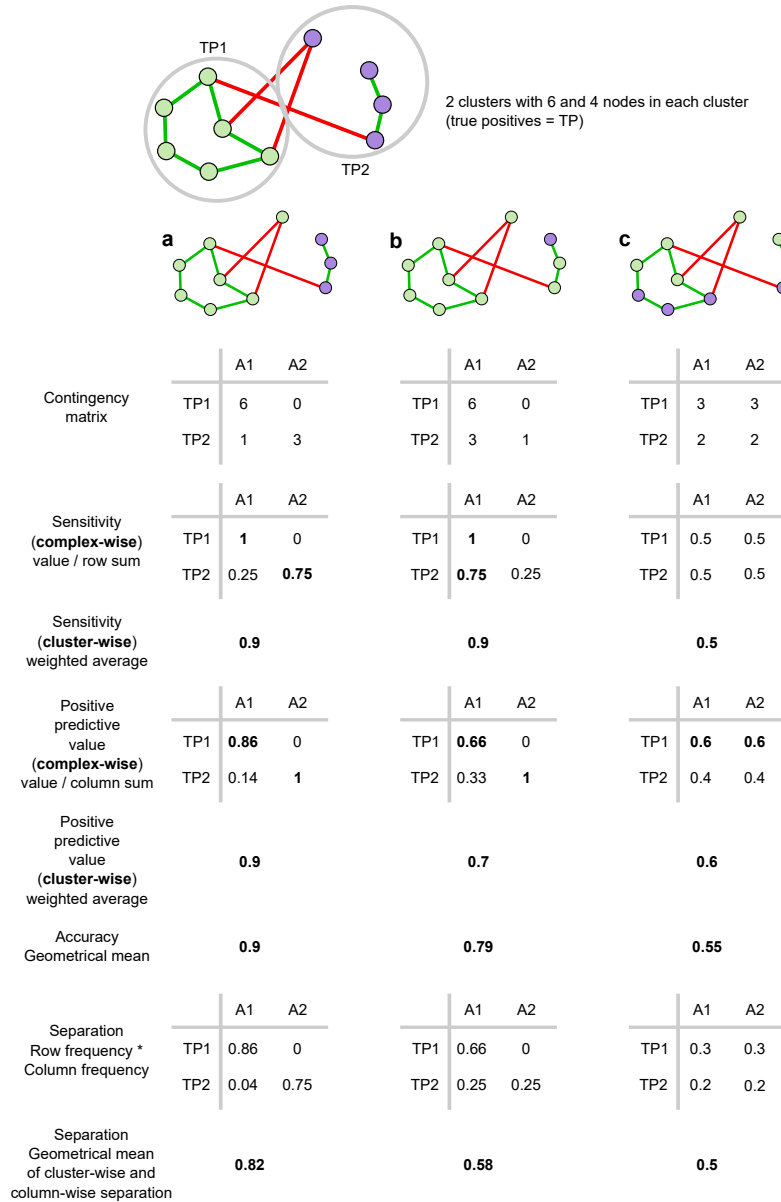 TP1
2 clusters with 6 and 4 nodes in each cluster
(true positives = TP)
TP2
a b c
A1 A2 A1 A2 A1 A2
Contingency
matrix
TP1 6 0 TP1 6 0 TP1 3 3
TP2 1 3 TP2 3 1 TP2 2 2
A1 A2 A1 A2 A1 A2
Sensitivity
(complex-wise)
value / row sum
TP1 1 0 TP1 1 0 TP1 0.5 0.5
TP2 0.25 0.75 TP2 0.75 0.25 TP2 0.5 0.5
Sensitivity
(cluster-wise)
weighted average
0.9 0.9 0.5
Positive
predictive
value
(complex-wise)
value / column sum
A1 A2 A1 A2 A1 A2
TP1 0.86 0 TP1 0.66 0 TP1 0.6 0.6
TP2 0.14 1 TP2 0.33 1 TP2 0.4 0.4
Positive
predictive
value
(cluster-wise)
weighted average
0.9 0.7 0.6
Accuracy
Geometrical mean
0.9 0.79 0.55
A1 A2 A1 A2 A1 A2
Separation
Row frequency *
Column frequency
TP1 0.86 0 TP1 0.66 0 TP1 0.3 0.3
TP2 0.04 0.75 TP2 0.25 0.25 TP2 0.2 0.2
Separation
Geometrical mean
of cluster-wise and
column-wise separation
0.82 0.58 0.5